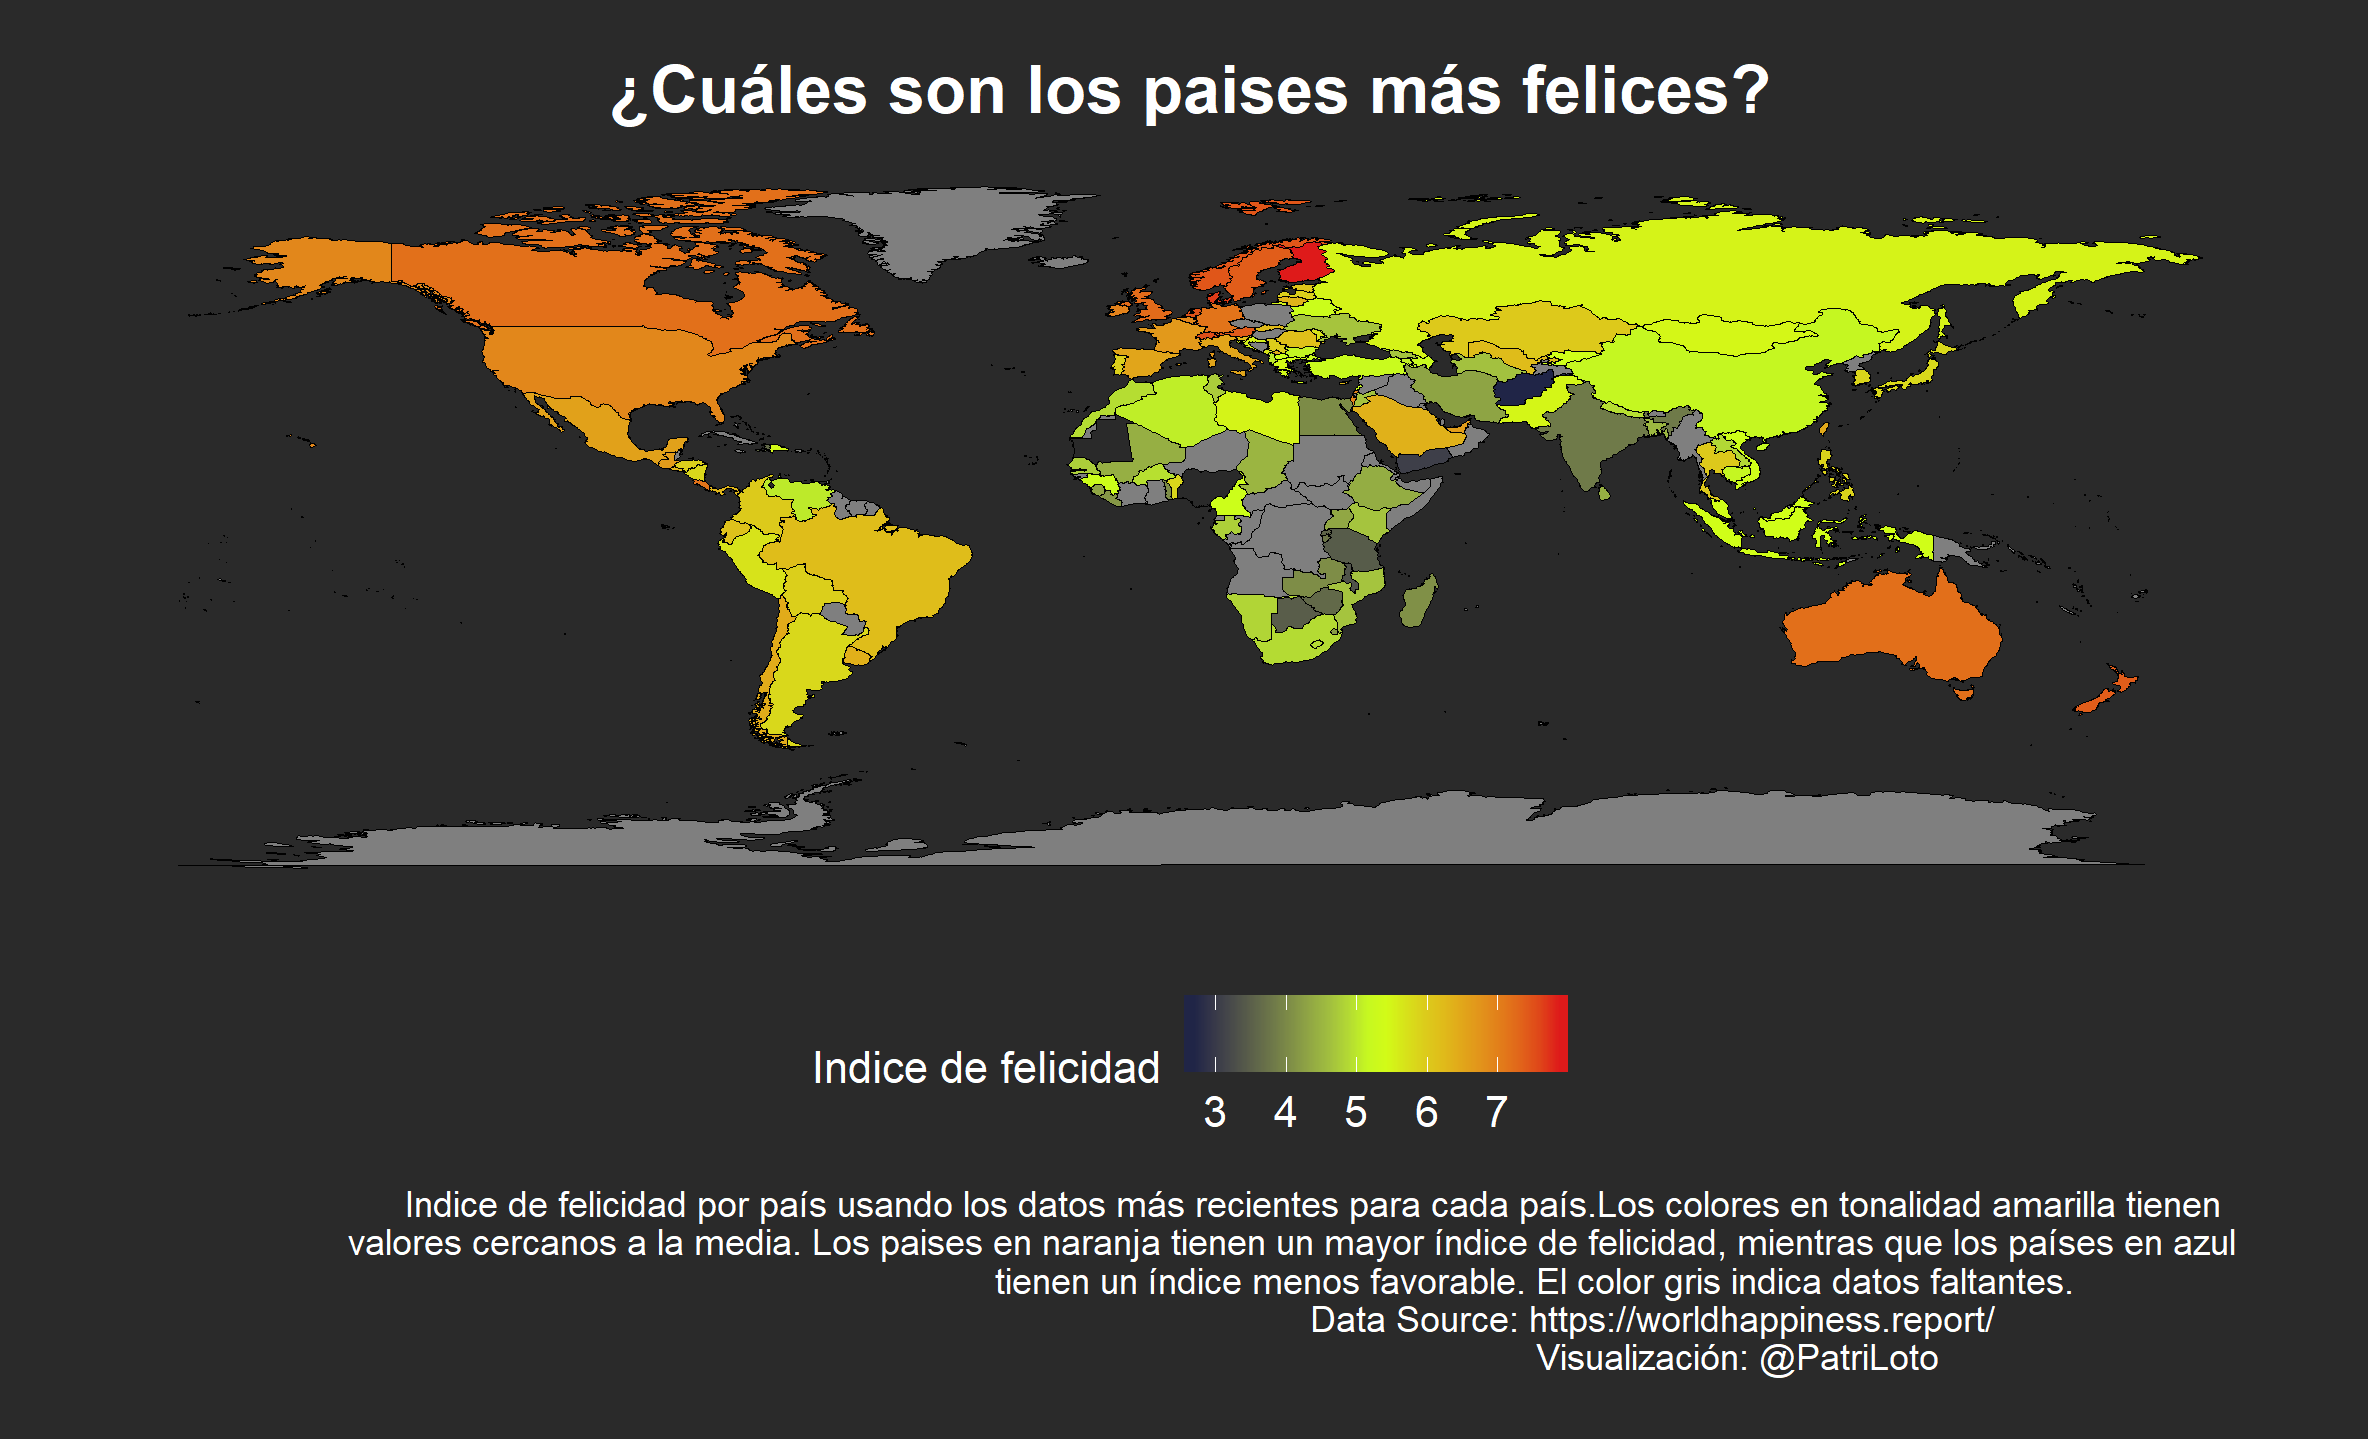 ¿Cuáles son los paises más felices?
Indice de felicidad
3 4 5 6 7
Indice de felicidad por país usando los datos más recientes para cada país.Los colores en tonalidad amarilla tienen
valores cercanos a la media. Los paises en naranja tienen un mayor índice de felicidad, mientras que los países en azul
tienen un índice menos favorable. El color gris indica datos faltantes.
Data Source: https://worldhappiness.report/
Visualización: @PatriLoto